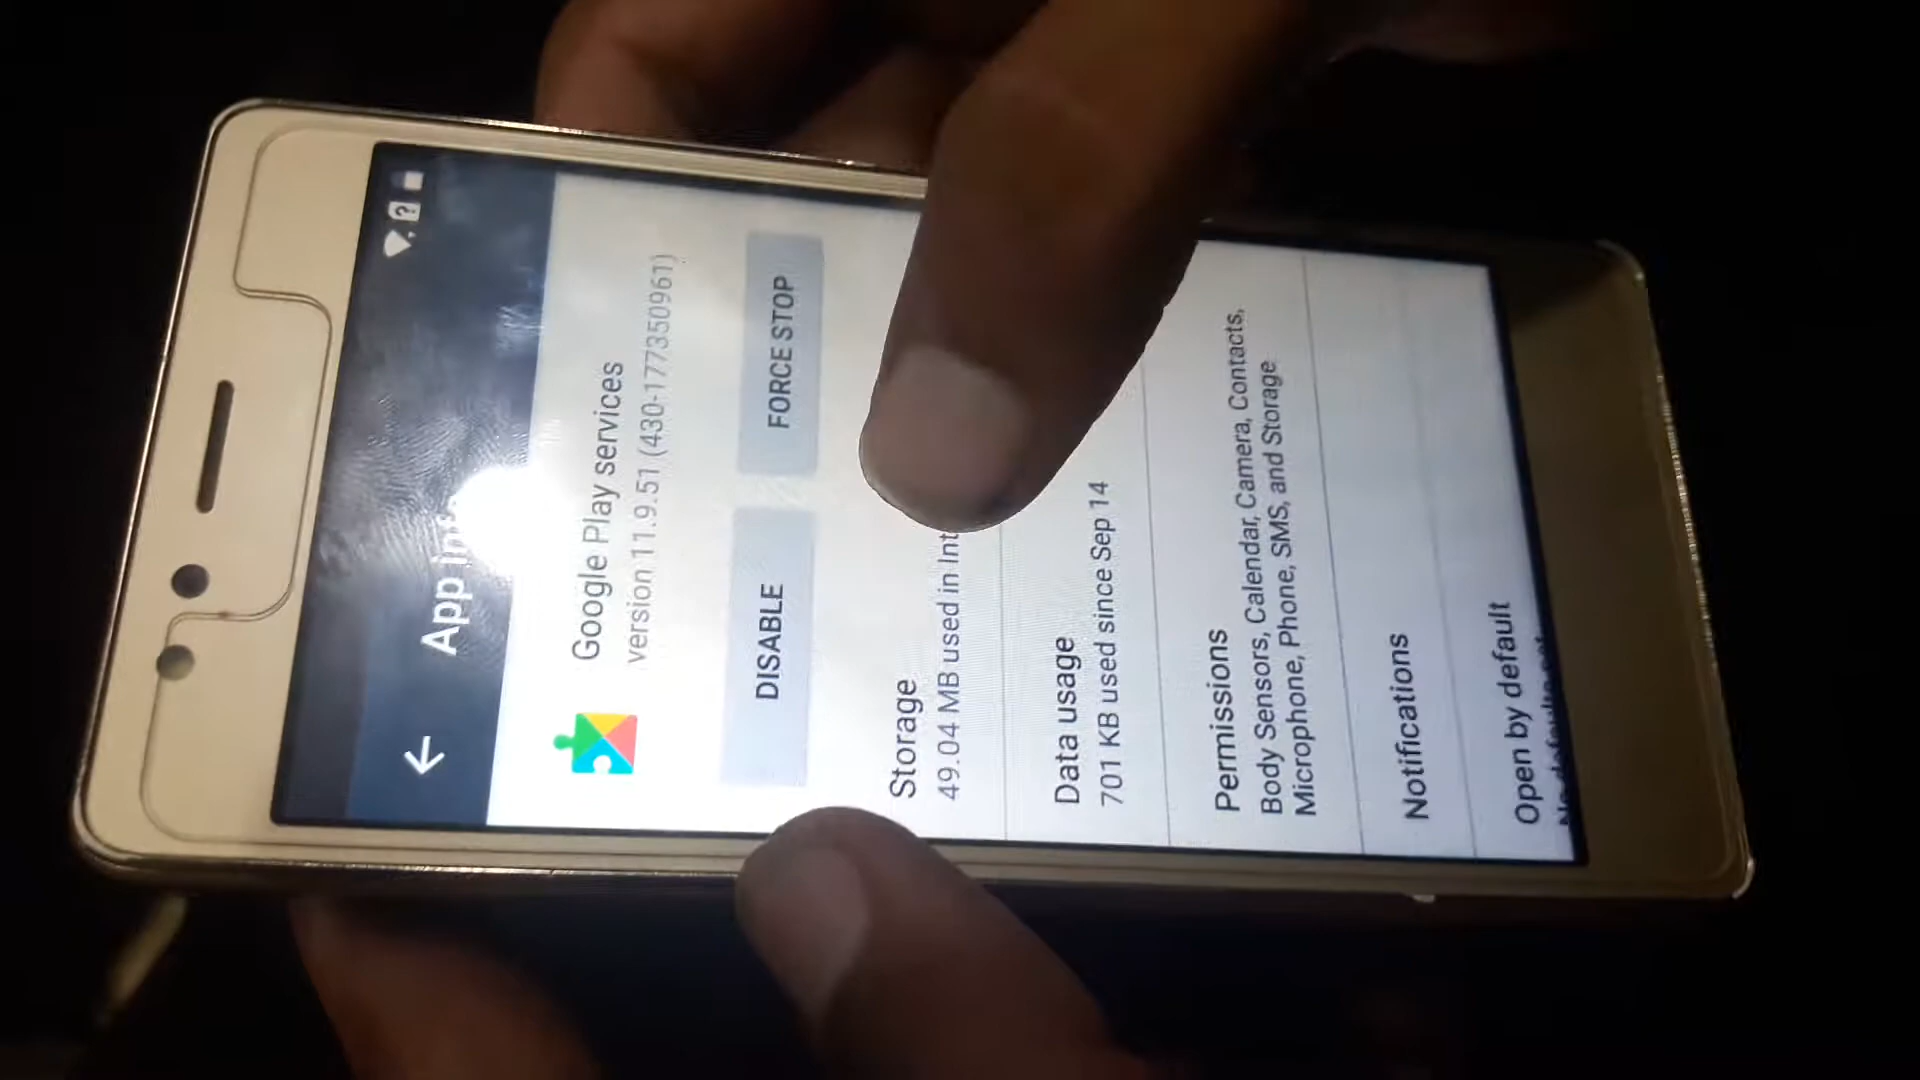 App
Google Play services
version 11.9.51 (430-177350961)
DISABLE
FORCE STOP
Storage
49.04 MB used in
Data usage
701 KB used since Sep 14
Permissions
Body Sensors, Calendar, Camera, Contacts,
Microphone, Phone, SMS, and Storage
Notifications
Open by default